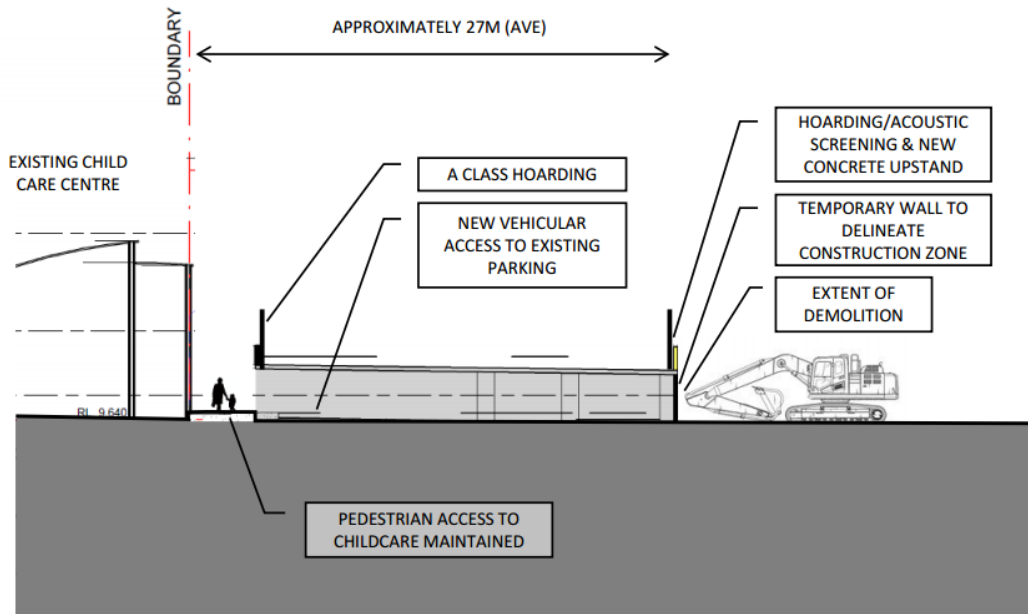 APPROXIMATELY 27M (AVE)
BOUNDARY
EXISTING CHILD
CARE CENTRE
A CLASS HOARDING
NEW VEHICULAR
ACCESS TO EXISTING
PARKING
HOARDING/ACOUSTIC
SCREENING & NEW
CONCRETE UPSTAND
TEMPORARY WALL TO
DELINEATE
CONSTRUCTION ZONE
EXTENT OF
DEMOLITION
RL 9.640
PEDESTRIAN ACCESS TO
CHILDCARE MAINTAINED